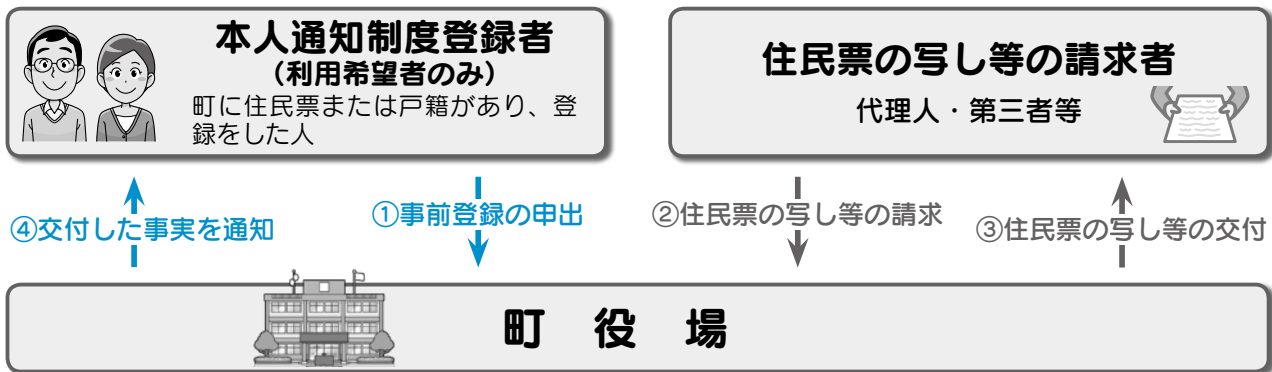 本人通知制度登録者
（利用希望者のみ）
町に住民票または戸籍があり、登
録をした人
住民票の写し等の請求者
代理人・第三者等
④交付した事実を通知
①事前登録の申出
②住民票の写し等の請求
③住民票の写し等の交付
町役場